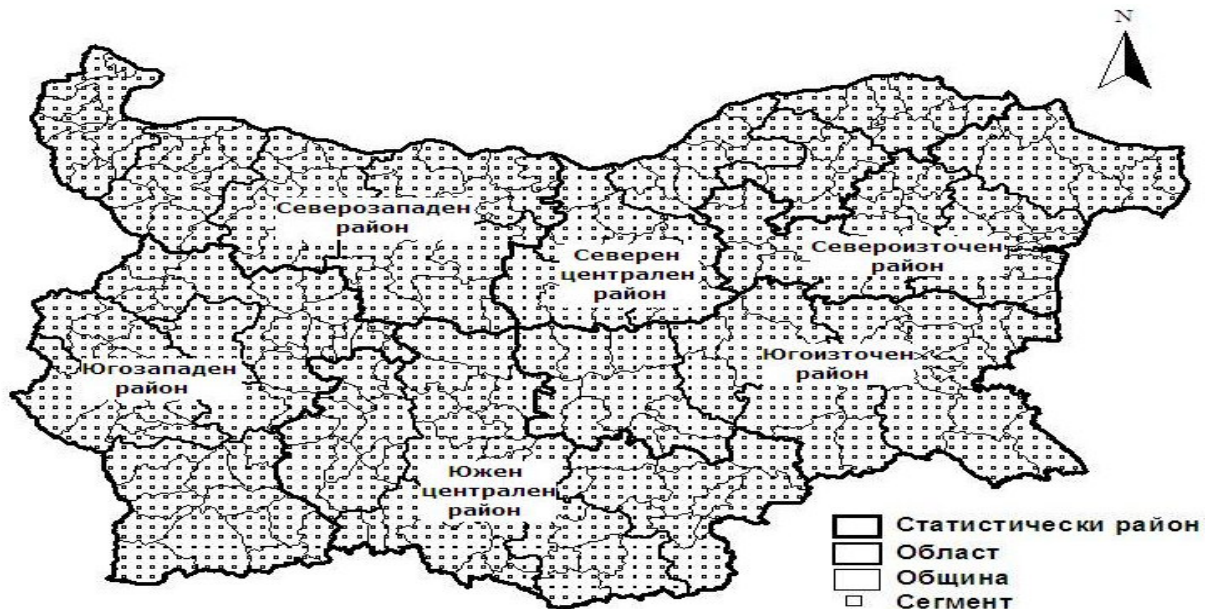 N
Северозападен
район
Северен
централен
район
Североизточен
район
Югозападен
район
Югоизточен
район
Южен
централен
район
Статистически район
Област
Община
Сегмент